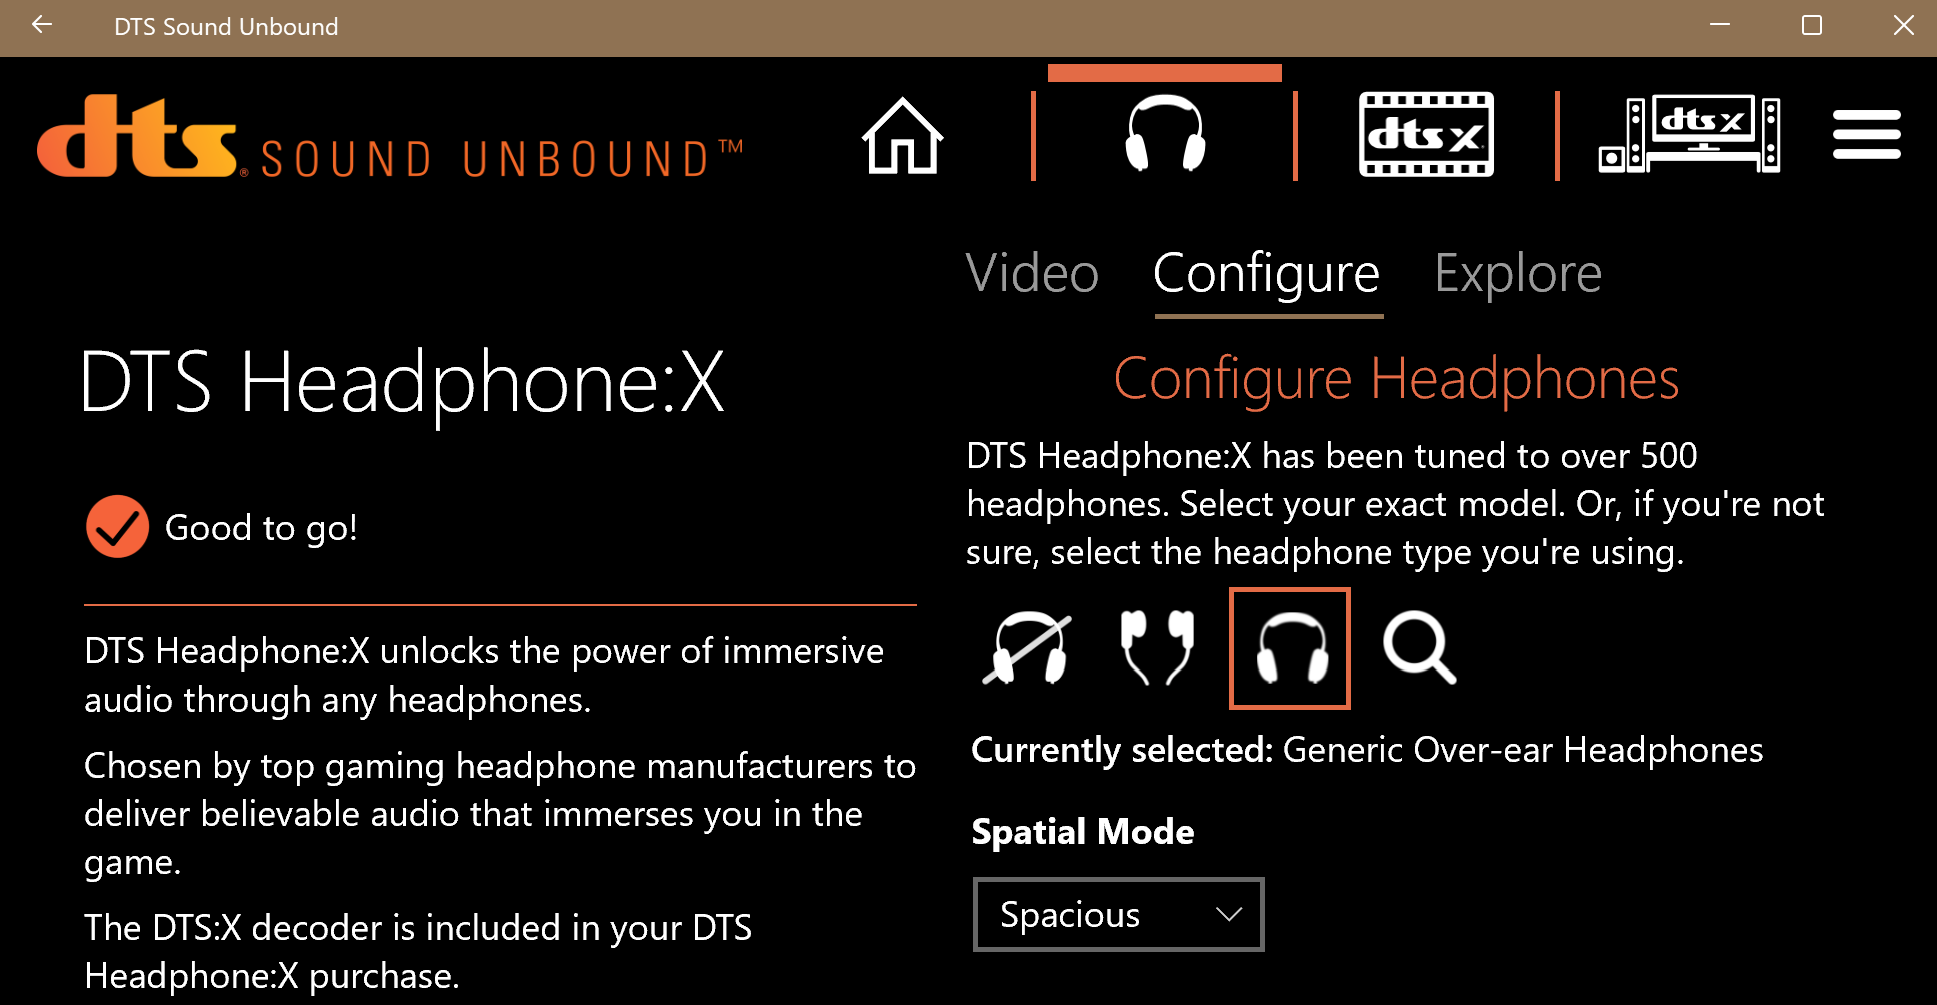 DTS Sound Unbound
dts® SOUND UNBOUND™
dts X
dts X
Video Configure Explore
DTS Headphone:X
Good to go!
DTS Headphone:X unlocks the power of immersive
audio through any headphones.
Chosen by top gaming headphone manufacturers to
deliver believable audio that immerses you in the
game.
The DTS:X decoder is included in your DTS
Headphone:X purchase.
Configure Headphones
DTS Headphone:X has been tuned to over 500
headphones. Select your exact model. Or, if you're not
sure, select the headphone type you're using.
Currently selected: Generic Over-ear Headphones
Spatial Mode
Spacious